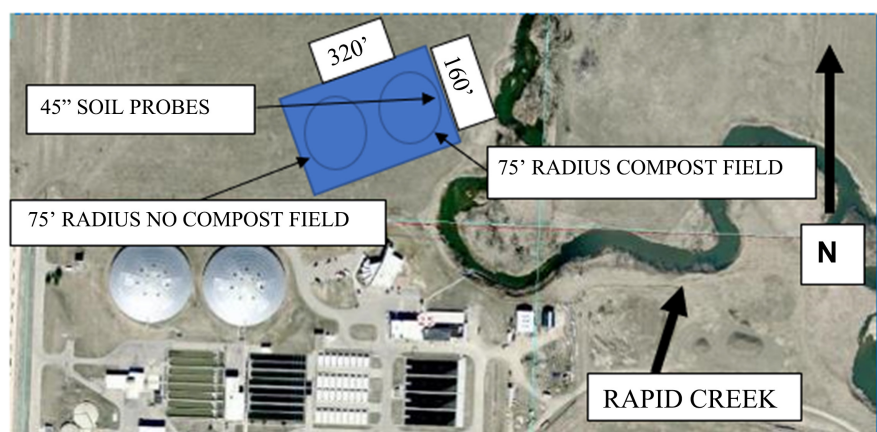 320’
160’
45” SOIL PROBES
75’ RADIUS COMPOST FIELD
75’ RADIUS NO COMPOST FIELD
N
RAPID CREEK